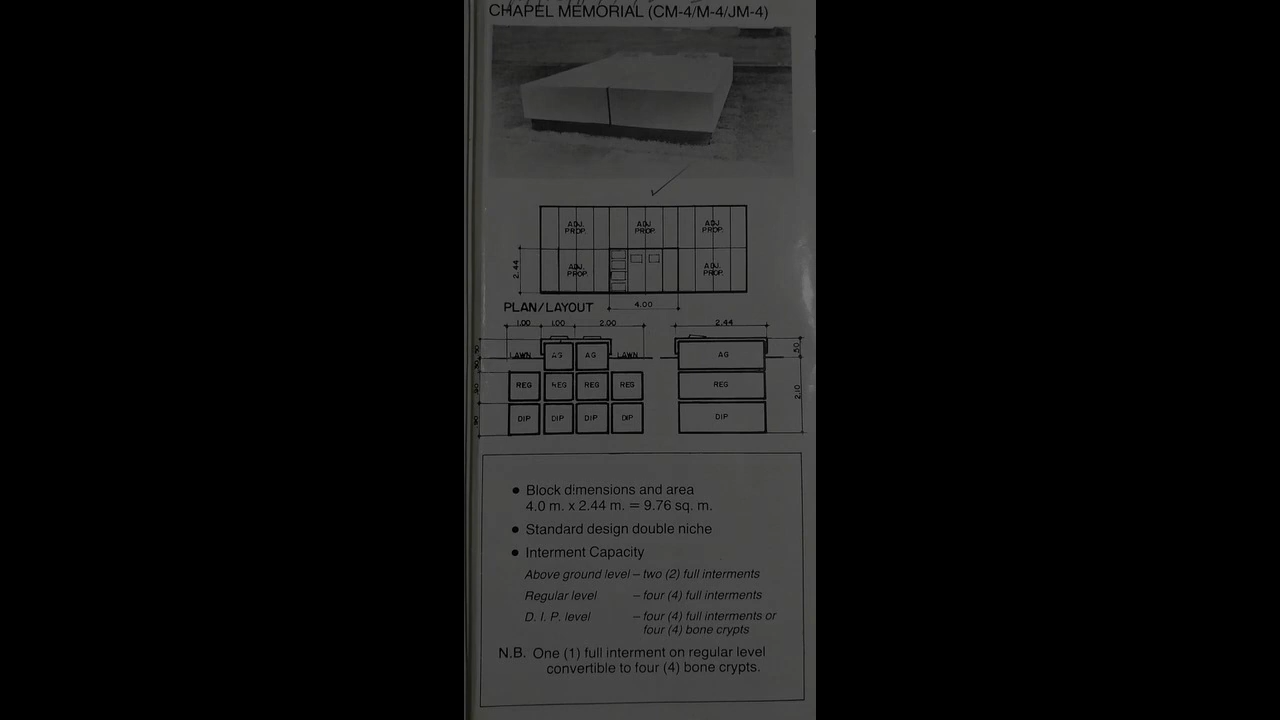 CHAPEL MEMORIAL (CM-4/M-4/JM-4)
ADJ. PROP. ADJ. PROP. ADJ. PROP.
2.44 ADJ. PROP. ADJ. PROP.
4.00
PLAN/LAYOUT
1.00 1.00 2.00 2.44
LAWN AG AG LAWN AG .50
REG REG REG REG REG
2.10
DIP DIP DIP DIP DIP
● Block dimensions and area
4.0 m. x 2.44 m. = 9.76 sq. m.
● Standard design double niche
● Interment Capacity
Above ground level – two (2) full interments
Regular level – four (4) full interments
D. I. P. level – four (4) full interments or
four (4) bone crypts
N.B. One (1) full interment on regular level
convertible to four (4) bone crypts.